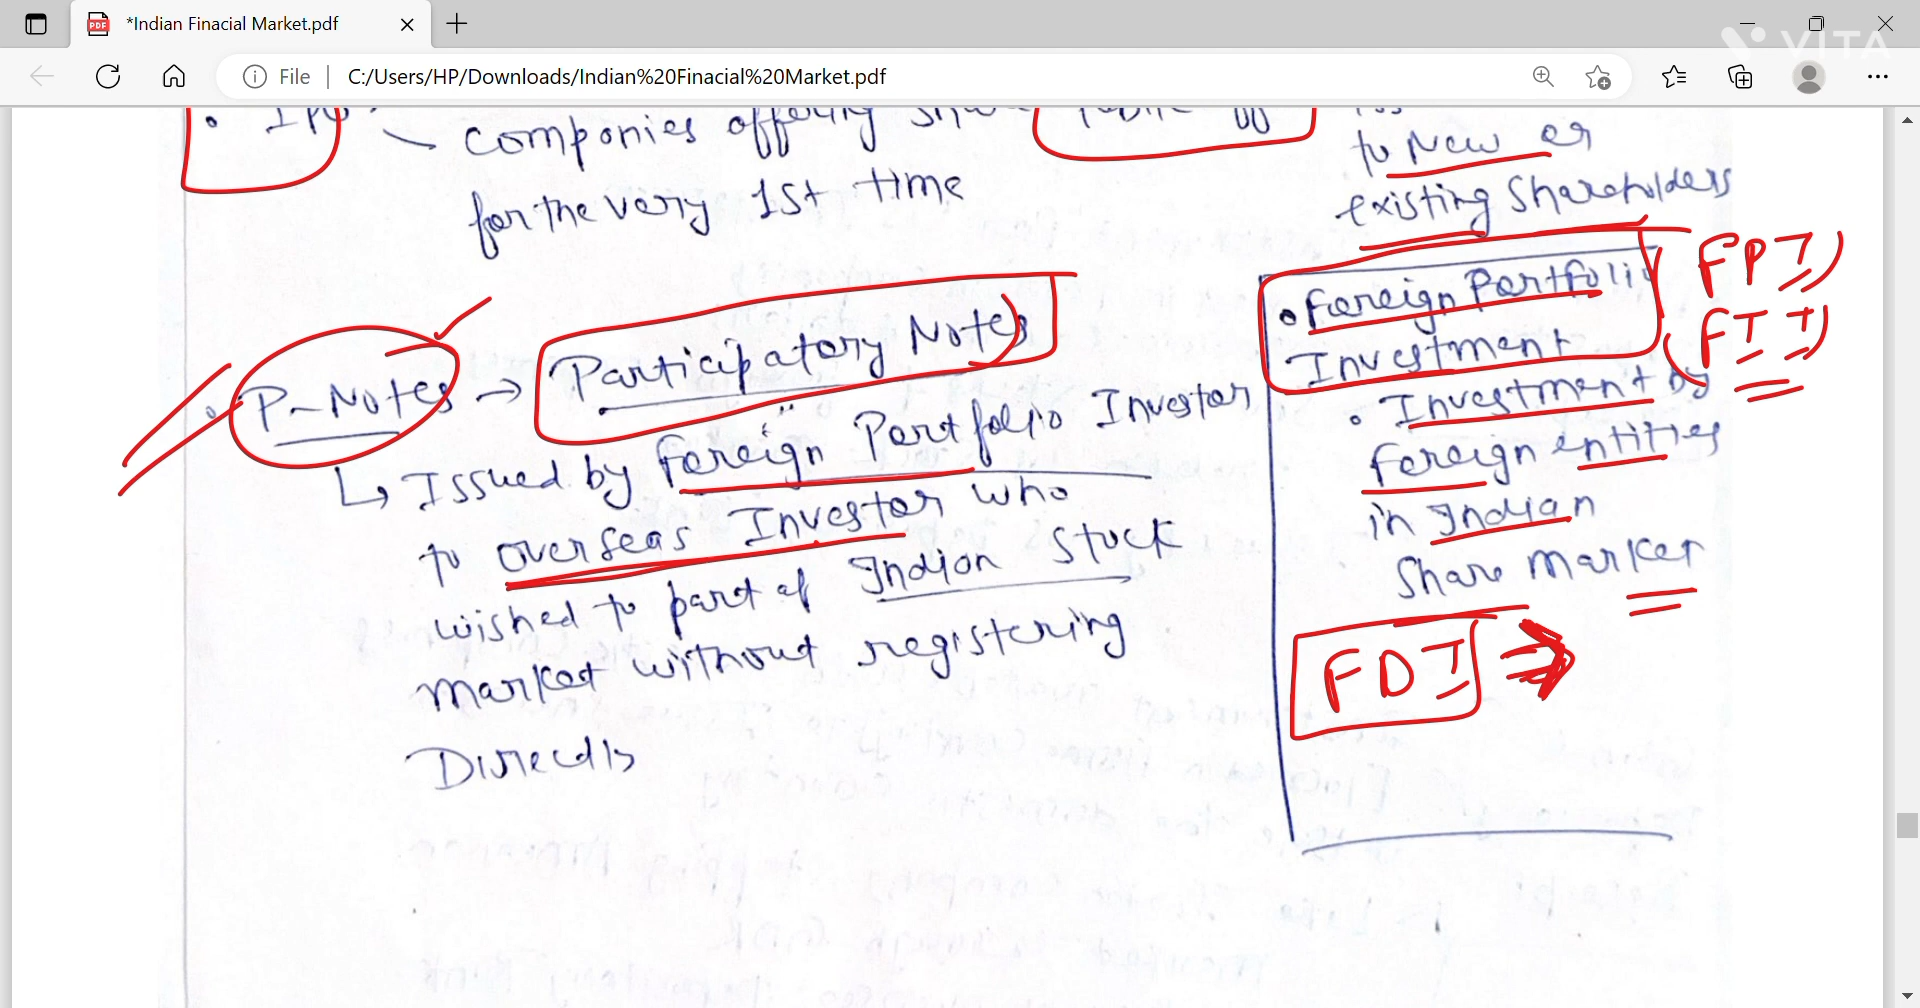 *Indian Finacial Market.pdf
VITA
File
C:/Users/HP/Downloads/Indian%20Finacial%20Market.pdf
• IPO
companies offering
for the very 1st time
to New or
existing Shareholders
• P-Notes → Participatory Notes
Issued by Foreign Portfolio Investor
to overseas Investor who
wished to part of Indian Stock
market without registering
Directly
• Foreign Portfolio
Investment
FPI)
(FII)
• Investment by
foreign entities
in Indian
Share market
FDI ⇒